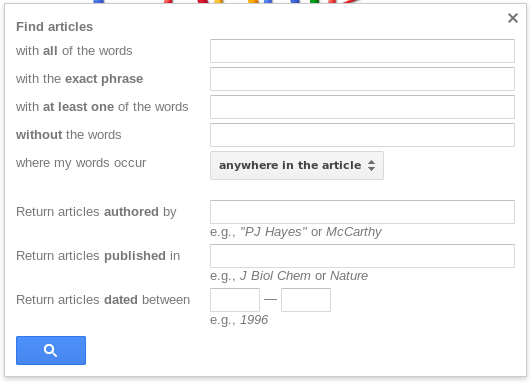 Find articles
with all of the words
with the exact phrase
with at least one of the words
without the words
where my words occur anywhere in the article
Return articles authored by
e.g., "PJ Hayes" or McCarthy
Return articles published in
e.g., J Biol Chem or Nature
Return articles dated between —
e.g., 1996